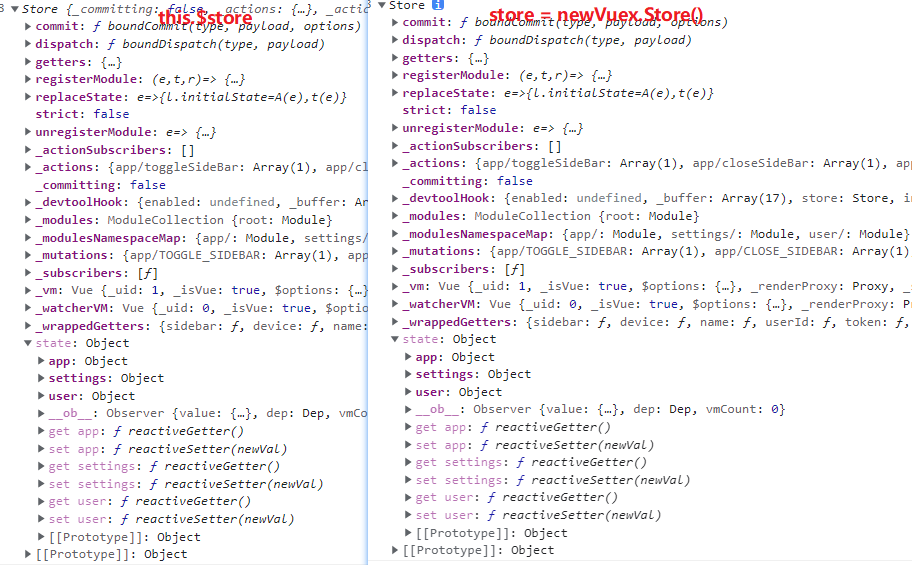 3 ▼Store {_committing: false, _actions: {…}, _actio
this.$store
▶commit: ƒ boundCommit(type, payload, options)
▶dispatch: ƒ boundDispatch(type, payload)
▶getters: {…}
▶registerModule: (e,t,r)=> {…}
▶replaceState: e=>{l.initialState=A(e),t(e)}
strict: false
▶unregisterModule: e=> {…}
▶_actionSubscribers: []
▶_actions: {app/toggleSideBar: Array(1), app/cl
_committing: false
▶_devtoolHook: {enabled: undefined, _buffer: Ar
▶_modules: ModuleCollection {root: Module}
▶_modulesNamespaceMap: {app/: Module, settings/
▶_mutations: {app/TOGGLE_SIDEBAR: Array(1), app
▶_subscribers: [ƒ]
▶_vm: Vue {_uid: 1, _isVue: true, $options: {…}
▶_watcherVM: Vue {_uid: 0, _isVue: true, $optio
▶_wrappedGetters: {sidebar: ƒ, device: ƒ, name:
▼state: Object
▶app: Object
▶settings: Object
▶user: Object
▶__ob__: Observer {value: {…}, dep: Dep, vmCo
▶get app: ƒ reactiveGetter()
▶set app: ƒ reactiveSetter(newVal)
▶get settings: ƒ reactiveGetter()
▶set settings: ƒ reactiveSetter(newVal)
▶get user: ƒ reactiveGetter()
▶set user: ƒ reactiveSetter(newVal)
▶[[Prototype]]: Object
▶[[Prototype]]: Object
3 ▼Store i
store = newVuex.Store()
▶commit: ƒ boundCommit(type, payload, options)
▶dispatch: ƒ boundDispatch(type, payload)
▶getters: {…}
▶registerModule: (e,t,r)=> {…}
▶replaceState: e=>{l.initialState=A(e),t(e)}
strict: false
▶unregisterModule: e=> {…}
▶_actionSubscribers: []
▶_actions: {app/toggleSideBar: Array(1), app/closeSideBar: Array(1), a
_committing: false
▶_devtoolHook: {enabled: undefined, _buffer: Array(17), store: Store, i
▶_modules: ModuleCollection {root: Module}
▶_modulesNamespaceMap: {app/: Module, settings/: Module, user/: Module}
▶_mutations: {app/TOGGLE_SIDEBAR: Array(1), app/CLOSE_SIDEBAR: Array(1)
▶_subscribers: [ƒ]
▶_vm: Vue {_uid: 1, _isVue: true, $options: {…}, _renderProxy: Proxy, _
▶_watcherVM: Vue {_uid: 0, _isVue: true, $options: {…}, _renderProxy: P
▶_wrappedGetters: {sidebar: ƒ, device: ƒ, name: ƒ, userId: ƒ, token: ƒ,
▼state: Object
▶app: Object
▶settings: Object
▶user: Object
▶__ob__: Observer {value: {…}, dep: Dep, vmCount: 0}
▶get app: ƒ reactiveGetter()
▶set app: ƒ reactiveSetter(newVal)
▶get settings: ƒ reactiveGetter()
▶set settings: ƒ reactiveSetter(newVal)
▶get user: ƒ reactiveGetter()
▶set user: ƒ reactiveSetter(newVal)
▶[[Prototype]]: Object
▶[[Prototype]]: Object